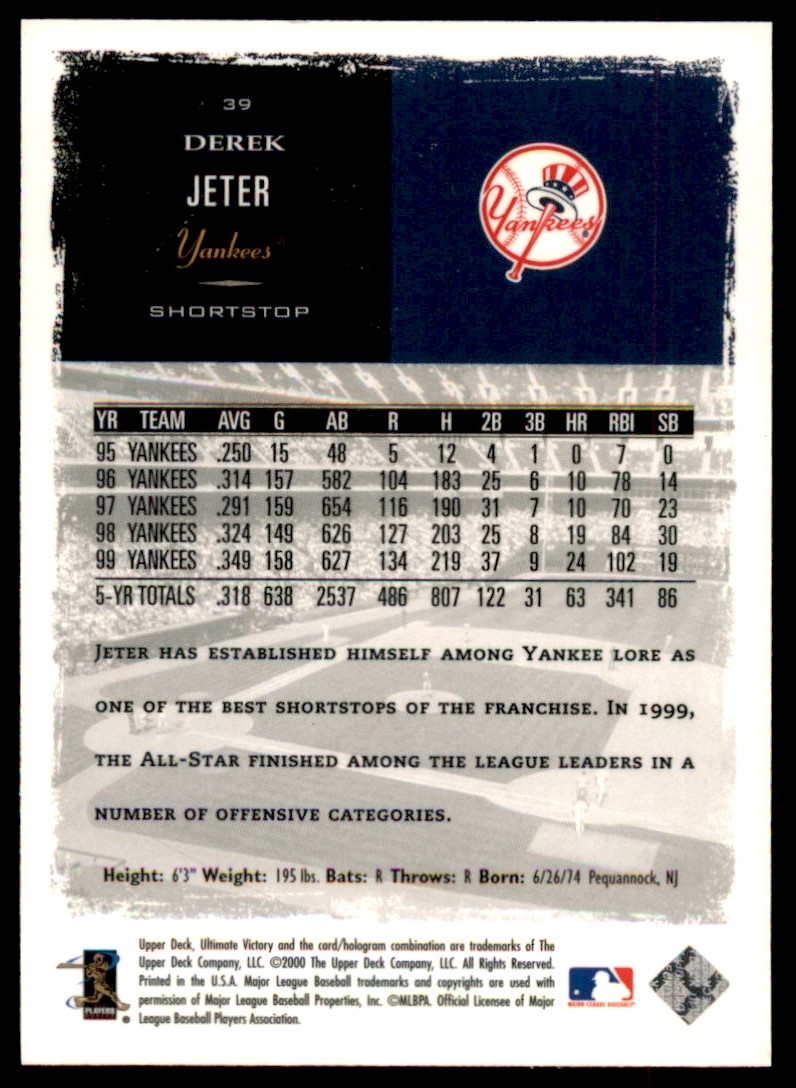 39
DEREK
JETER
Yankees
SHORTSTOP
Yankees
YR TEAM AVG G AB R H 2B 3B HR RBI SB
95 YANKEES .250 15 48 5 12 4 1 0 7 0
96 YANKEES .314 157 582 104 183 25 6 10 78 14
97 YANKEES .291 159 654 116 190 31 7 10 70 23
98 YANKEES .324 149 626 127 203 25 8 19 84 30
99 YANKEES .349 158 627 134 219 37 9 24 102 19
5-YR TOTALS .318 638 2537 486 807 122 31 63 341 86
JETER HAS ESTABLISHED HIMSELF AMONG YANKEE LORE AS
ONE OF THE BEST SHORTSTOPS OF THE FRANCHISE. IN 1999,
THE ALL-STAR FINISHED AMONG THE LEAGUE LEADERS IN A
NUMBER OF OFFENSIVE CATEGORIES.
Height: 6'3" Weight: 195 lbs. Bats: R Throws: R Born: 6/26/74 Pequannock, NJ
Upper Deck, Ultimate Victory and the card/hologram combination are trademarks of The
Upper Deck Company, LLC. ©2000 The Upper Deck Company, LLC. All Rights Reserved.
Printed in the U.S.A. Major League Baseball trademarks and copyrights are used with
permission of Major League Baseball Properties, Inc. ©MLBPA. Official Licensee of Major
League Baseball Players Association.
PLAYERS
MAJOR LEAGUE BASEBALL